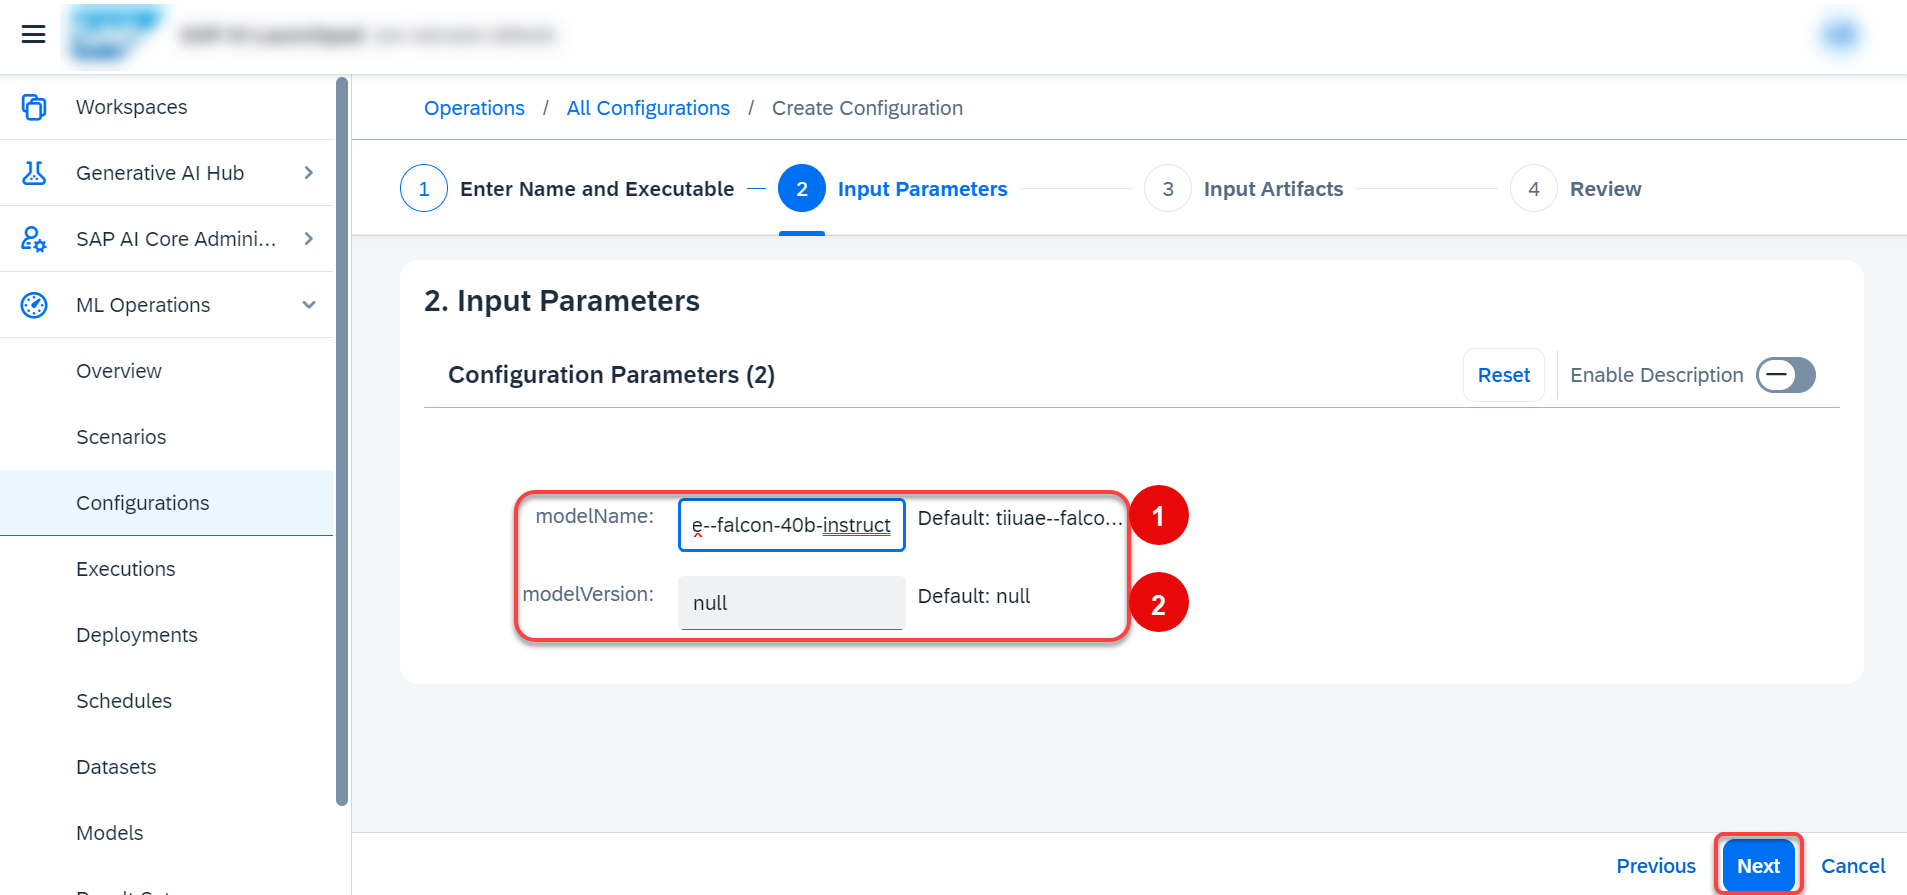 Workspaces
Generative AI Hub
SAP AI Core Admini...
ML Operations
Overview
Scenarios
Configurations
Executions
Deployments
Schedules
Datasets
Models
Operations / All Configurations / Create Configuration
1 Enter Name and Executable
2 Input Parameters
3 Input Artifacts
4 Review
2. Input Parameters
Configuration Parameters (2)
Reset
Enable Description
modelName: e--falcon-40b-instruct Default: tiiuae--falco... 1
modelVersion: null Default: null 2
Previous Next Cancel